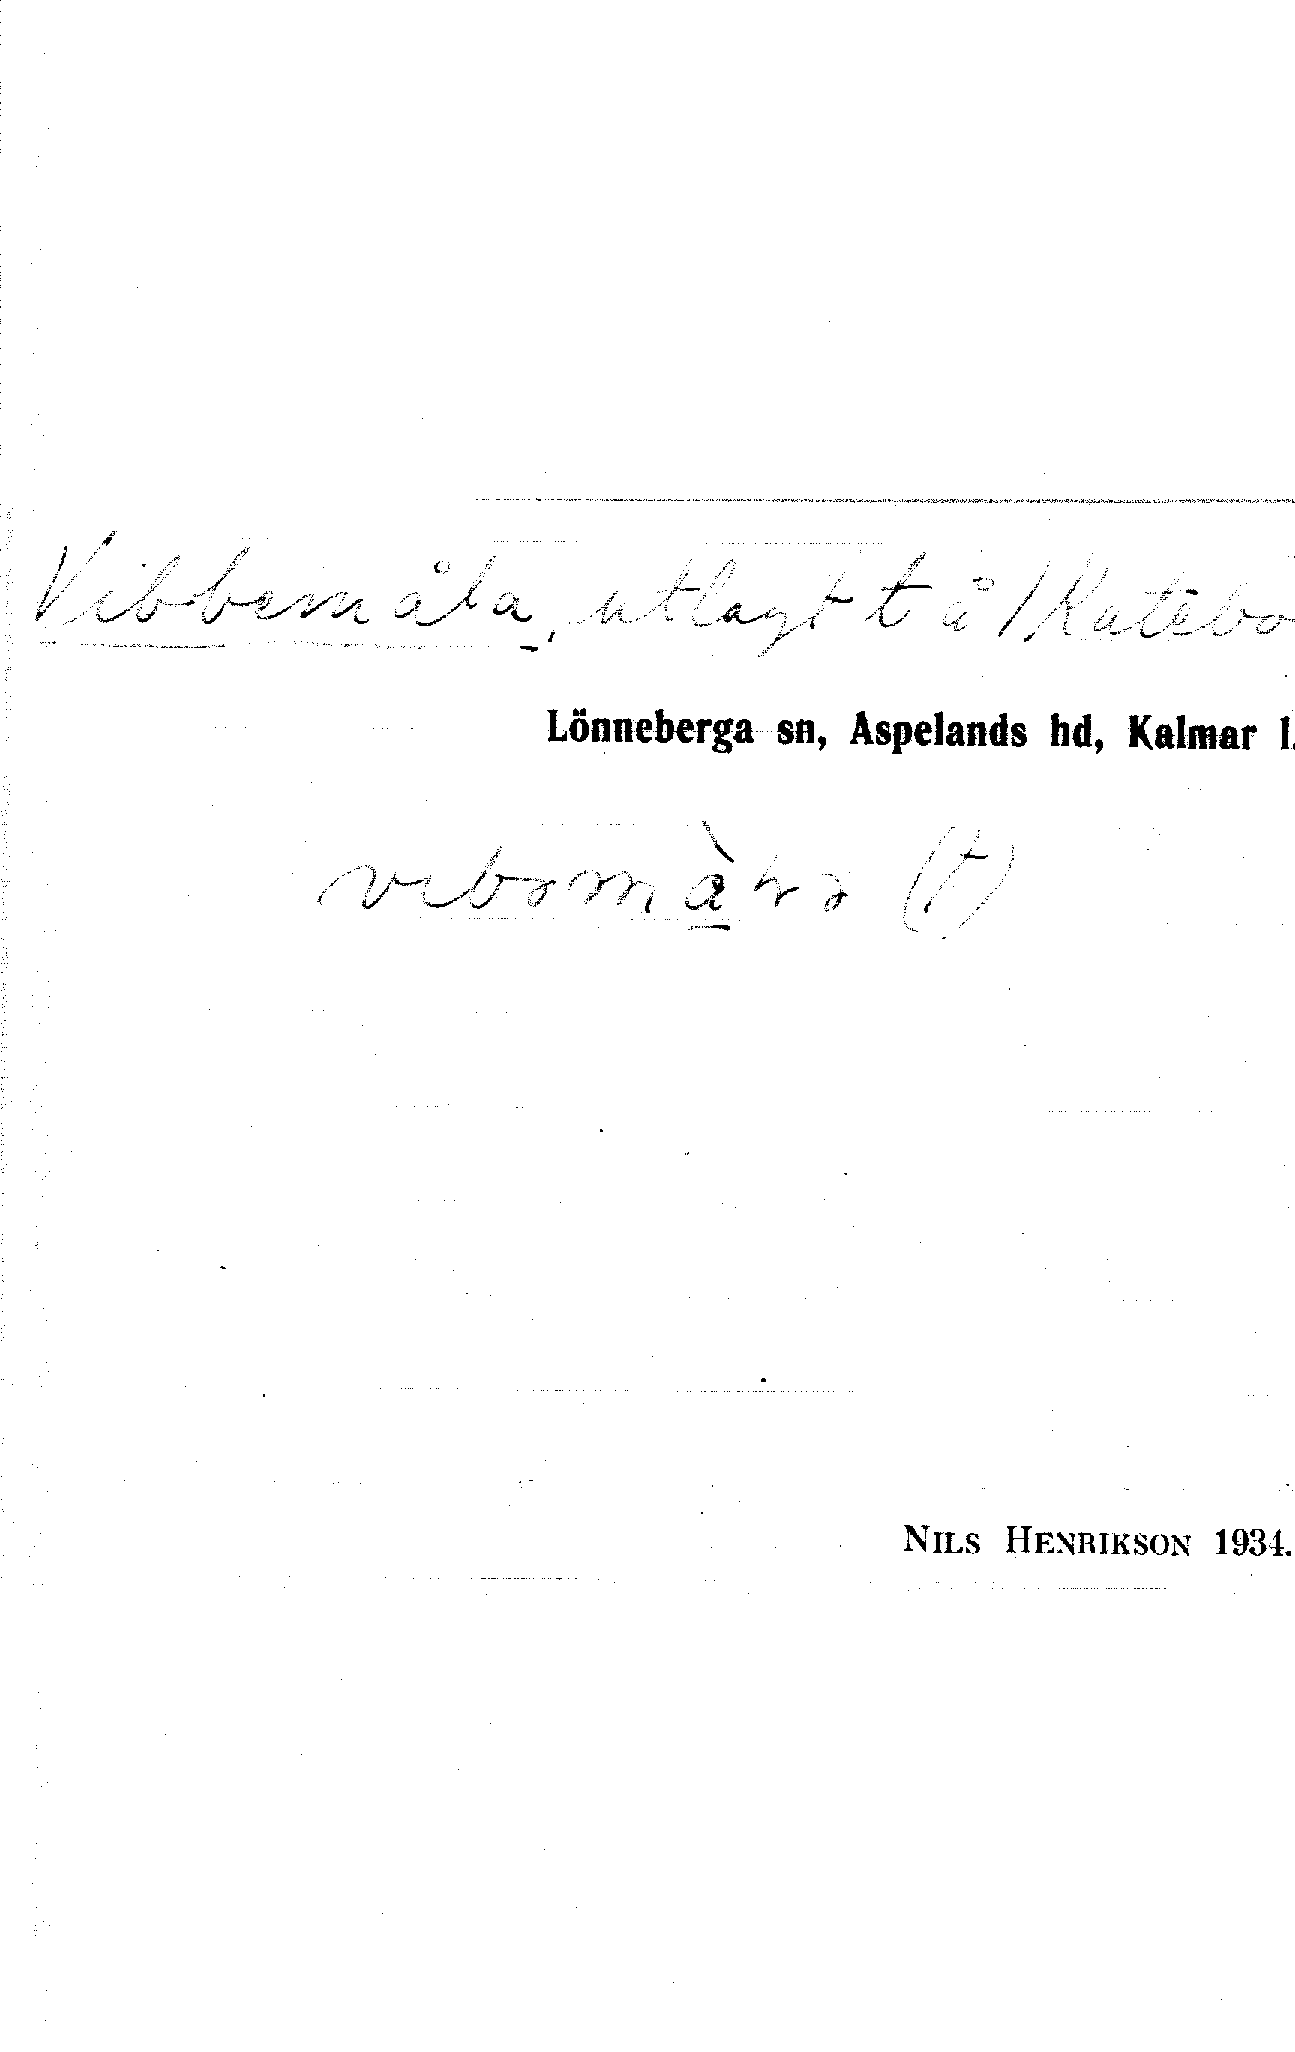 Vibbemåla, utlagt t å / Katebo
Lönneberga sn, Aspelands hd, Kalmar l.
(t)
NILS HENRIKSON 1934.